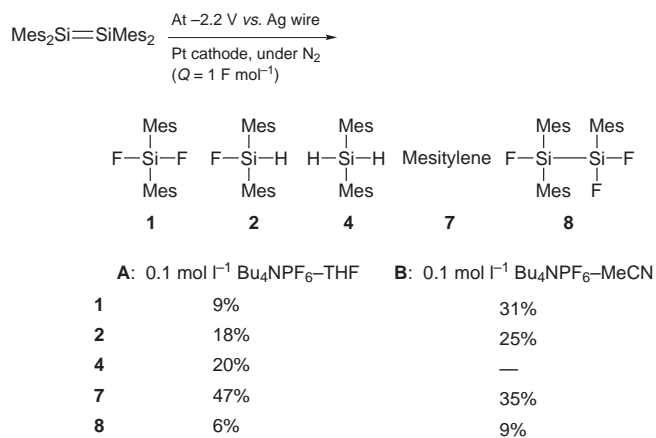 Mes₂Si=SiMes₂
At –2.2 V vs. Ag wire
Pt cathode, under N₂
(Q = 1 F mol⁻¹)
Mes Mes Mes Mes Mes
F–Si–F F–Si–H H–Si–H Mesitylene F–Si–Si–F
Mes Mes Mes Mes F
1 2 4 7 8
A: 0.1 mol l⁻¹ Bu₄NPF₆–THF B: 0.1 mol l⁻¹ Bu₄NPF₆–MeCN
1 9% 31%
2 18% 25%
4 20% —
7 47% 35%
8 6% 9%